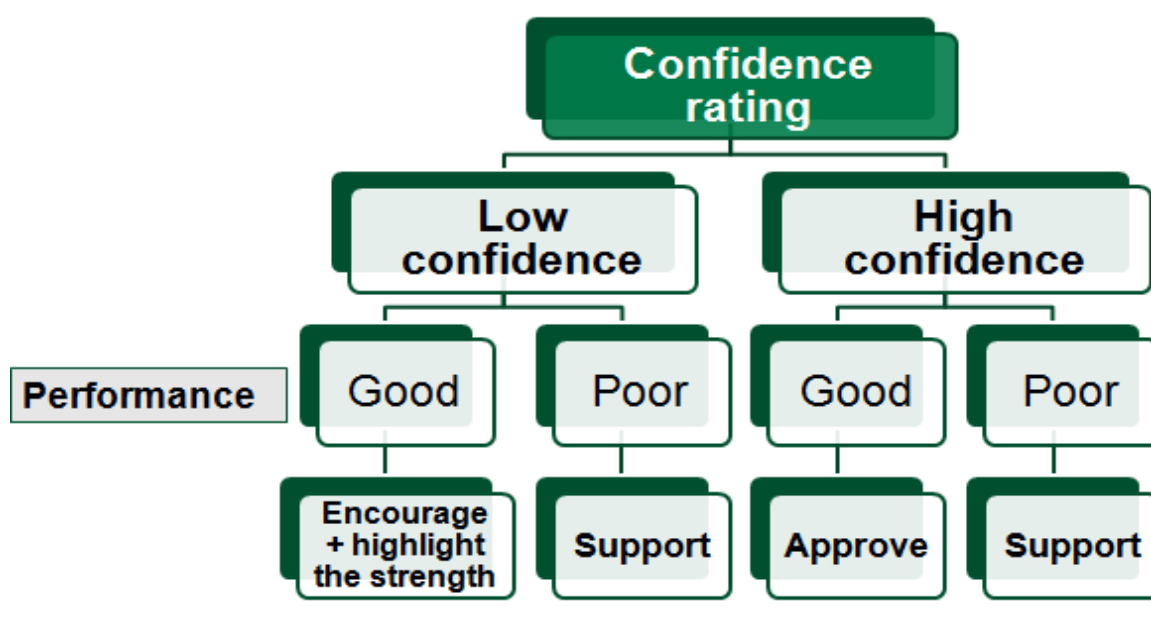 Confidence
rating
Low
confidence
High
confidence
Performance
Good
Poor
Good
Poor
Encourage
+ highlight
the strength
Support
Approve
Support